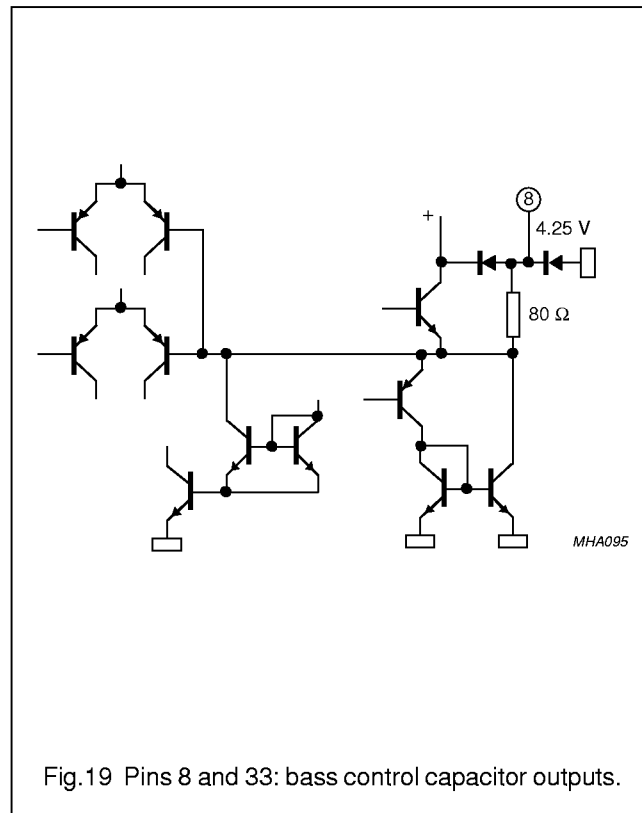 8
+
4.25 V
80 Ω
MHA095
Fig.19 Pins 8 and 33: bass control capacitor outputs.